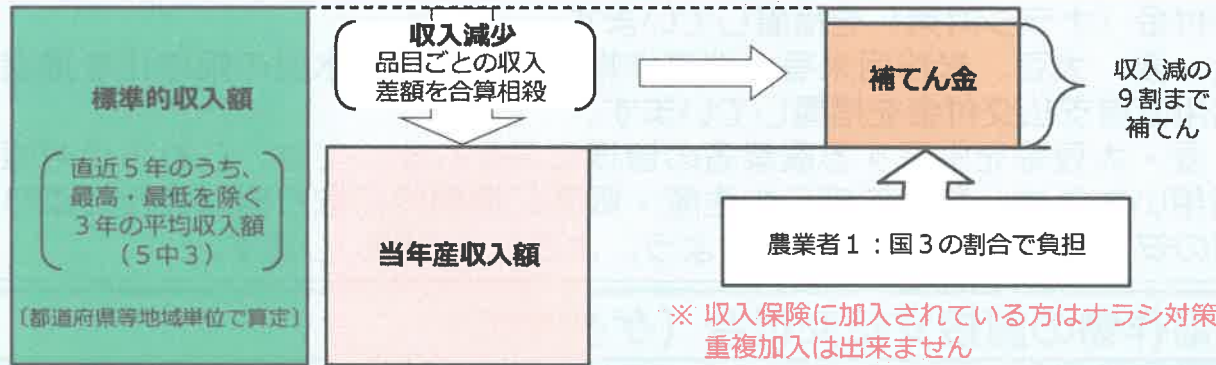 標準的収入額
直近5年のうち、
最高・最低を除く
3年の平均収入額
(5中3)
〔都道府県等地域単位で算定〕
収入減少
品目ごとの収入
差額を合算相殺
当年産収入額
補てん金
収入減の
9割まで
補てん
農業者1:国3の割合で負担
※ 収入保険に加入されている方はナラシ対策
重複加入は出来ません